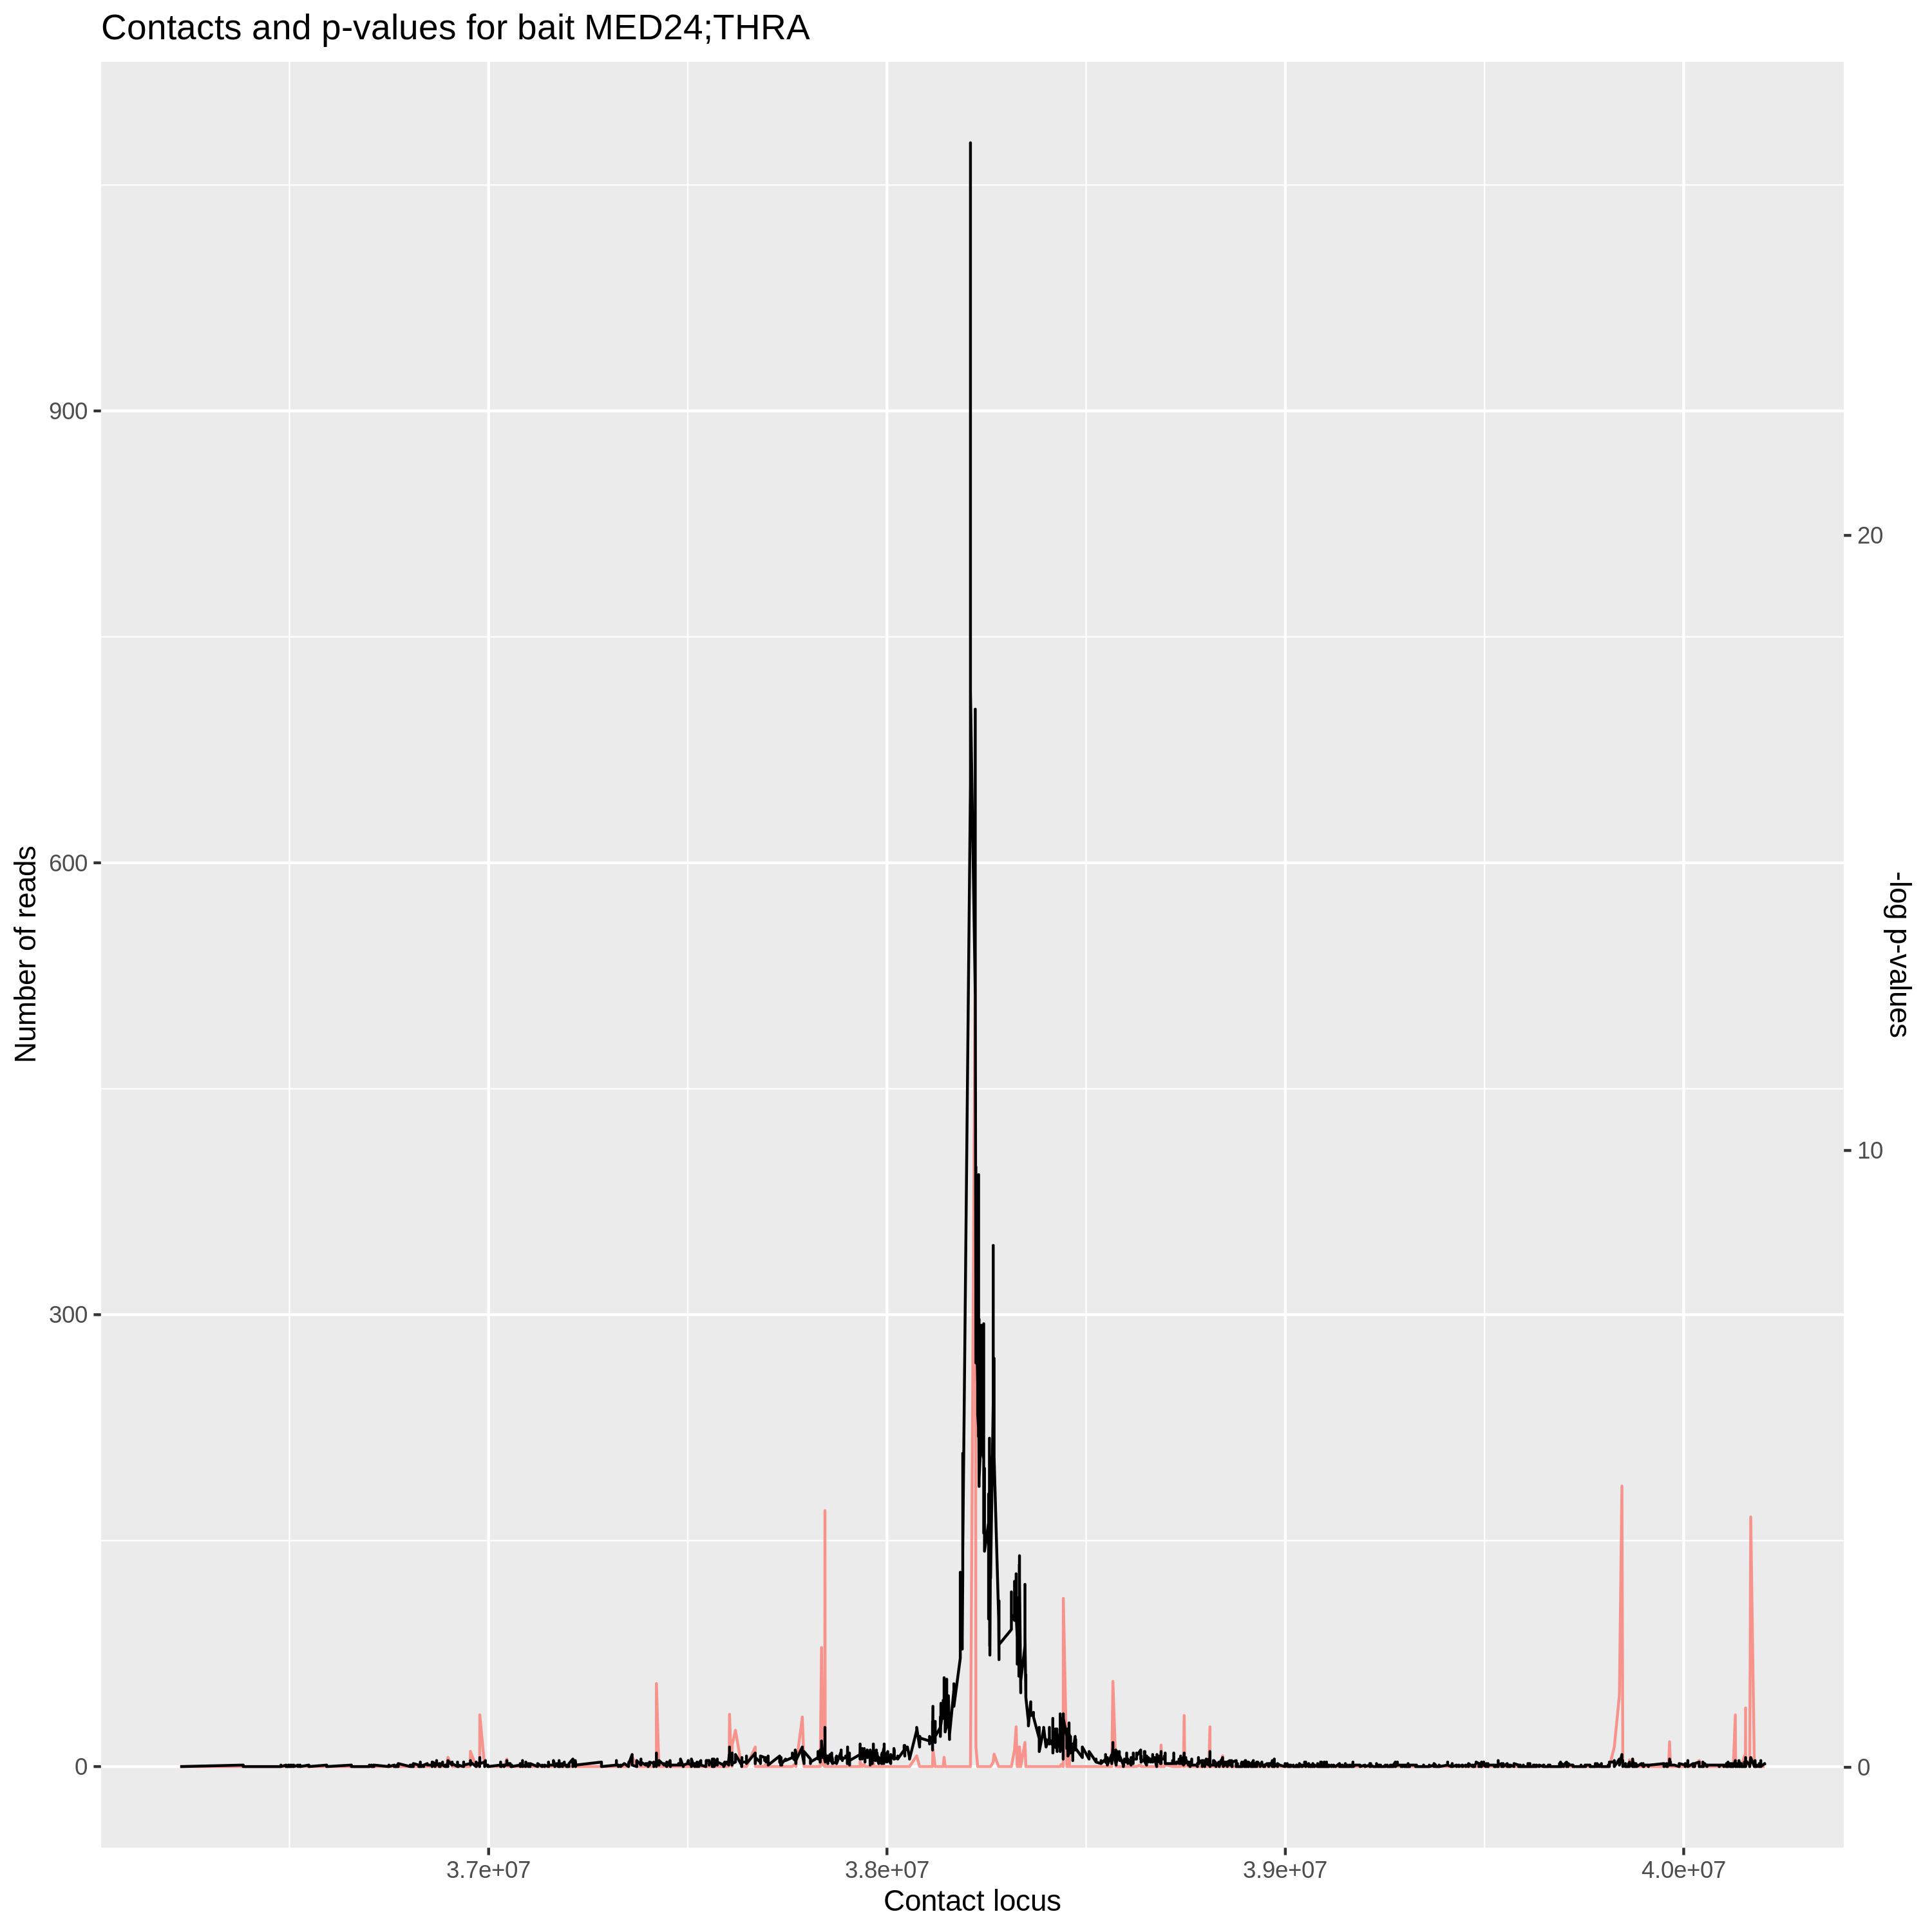 Contacts and p-values for bait MED24;THRA
Number of reads
900
600
300
0
20
10
0
-log p-values
3.7e+07
3.8e+07
3.9e+07
4.0e+07
Contact locus